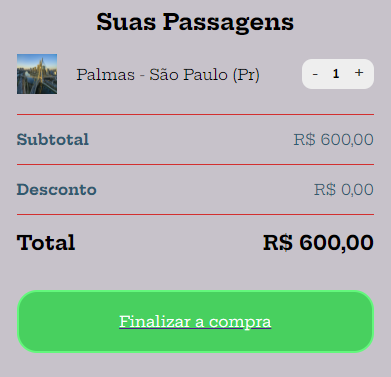 Suas Passagens
Palmas - São Paulo (Pr) - 1 +
Subtotal R$ 600,00
Desconto R$ 0,00
Total R$ 600,00
Finalizar a compra